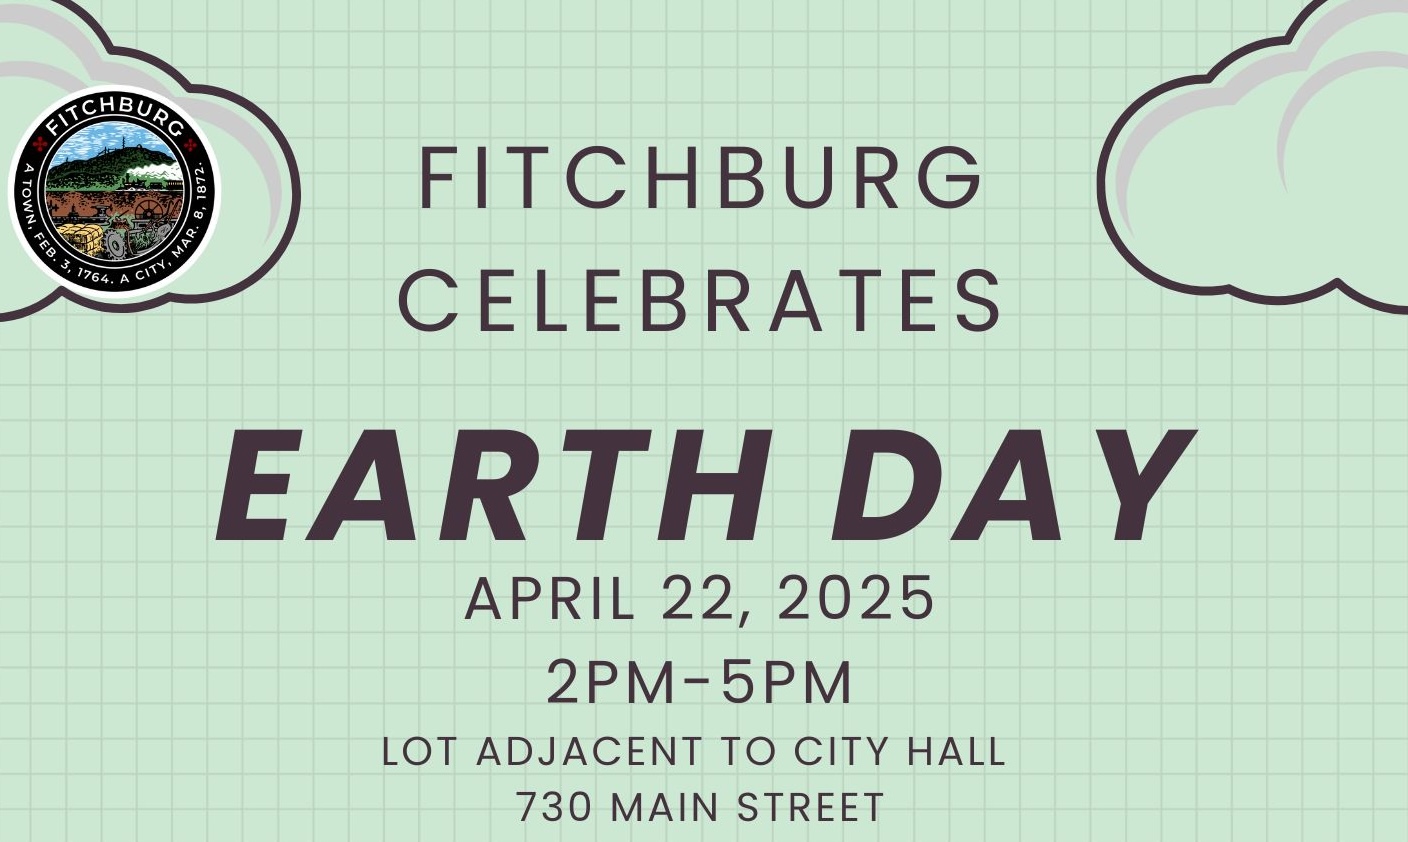 FITCHBURG
A TOWN, FEB. 3, 1764. A CITY, MAR. 8, 1872.
FITCHBURG
CELEBRATES
EARTH DAY
APRIL 22, 2025
2PM-5PM
LOT ADJACENT TO CITY HALL
730 MAIN STREET